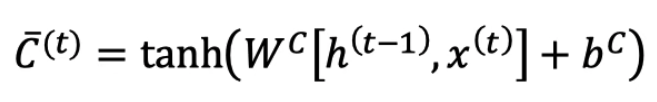 C̄⁽ᵗ⁾ = tanh(Wᶜ[h⁽ᵗ⁻¹⁾, x⁽ᵗ⁾] + bᶜ)